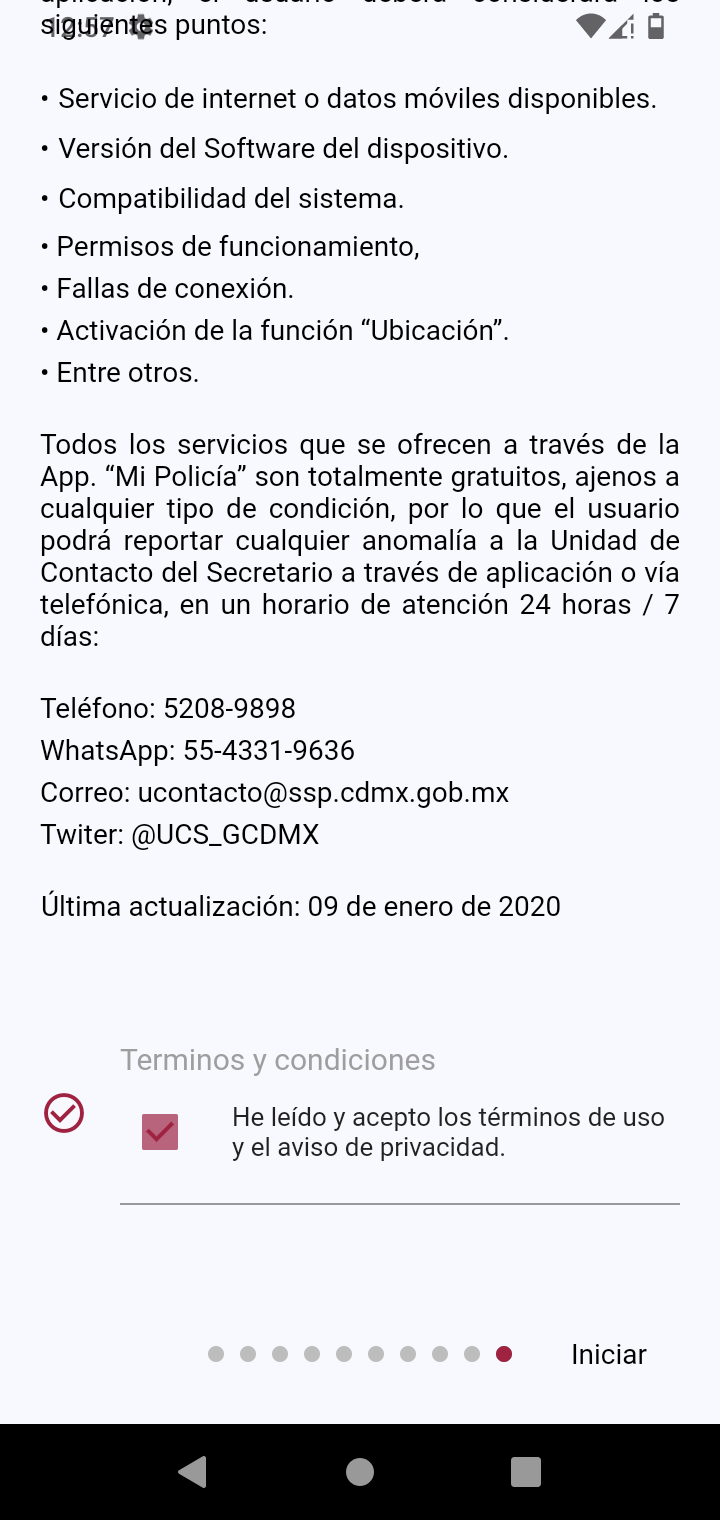 aplicación, el usuario deberá considerará los
siguientes puntos:
12:57
• Servicio de internet o datos móviles disponibles.
• Versión del Software del dispositivo.
• Compatibilidad del sistema.
• Permisos de funcionamiento,
• Fallas de conexión.
• Activación de la función “Ubicación”.
• Entre otros.
Todos los servicios que se ofrecen a través de la
App. “Mi Policía” son totalmente gratuitos, ajenos a
cualquier tipo de condición, por lo que el usuario
podrá reportar cualquier anomalía a la Unidad de
Contacto del Secretario a través de aplicación o vía
telefónica, en un horario de atención 24 horas / 7
días:
Teléfono: 5208-9898
WhatsApp: 55-4331-9636
Correo: ucontacto@ssp.cdmx.gob.mx
Twiter: @UCS_GCDMX
Última actualización: 09 de enero de 2020
Terminos y condiciones
He leído y acepto los términos de uso
y el aviso de privacidad.
Iniciar